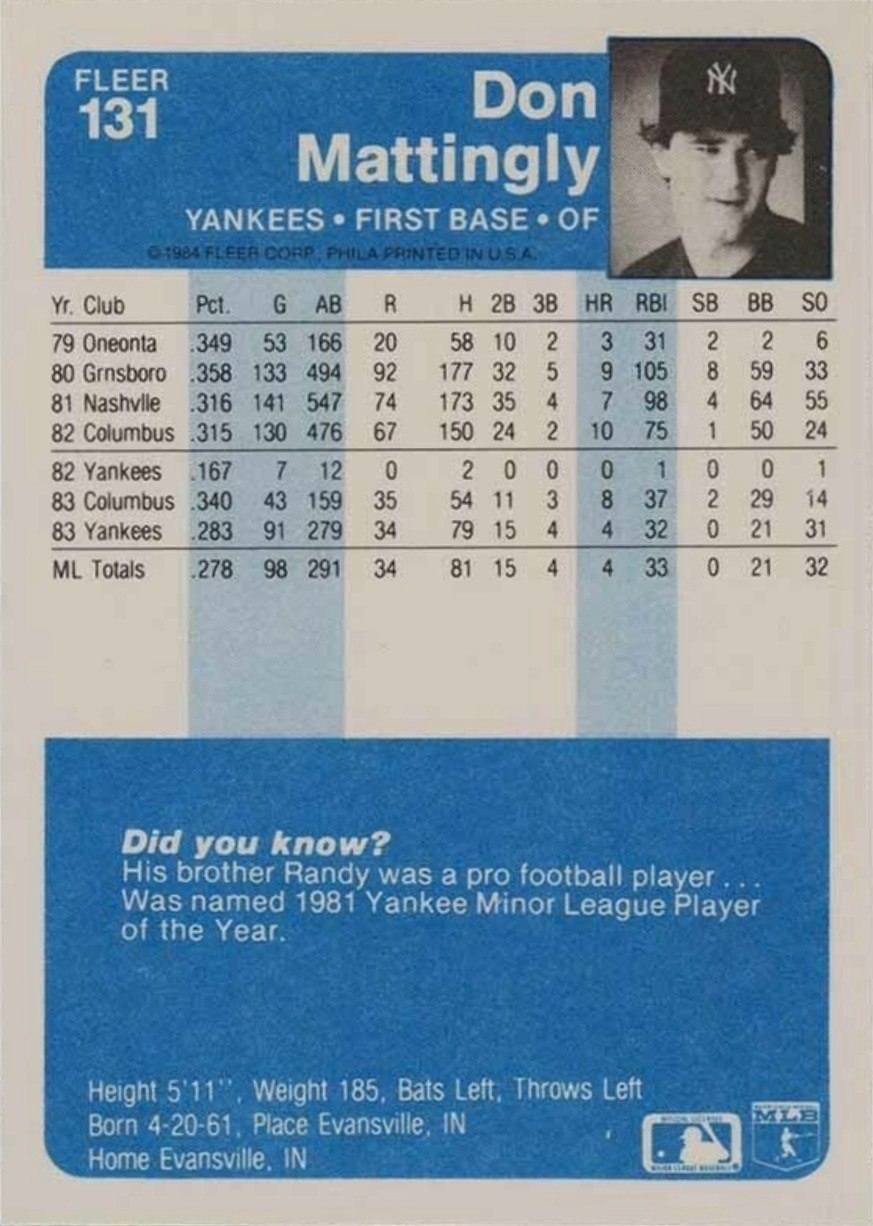 FLEER
131
Don
Mattingly
YANKEES • FIRST BASE • OF
©1984 FLEER CORP., PHILA PRINTED IN U.S.A.
NY
Yr. Club Pct. G AB R H 2B 3B HR RBI SB BB SO
79 Oneonta .349 53 166 20 58 10 2 3 31 2 2 6
80 Grnsboro .358 133 494 92 177 32 5 9 105 8 59 33
81 Nashvlle .316 141 547 74 173 35 4 7 98 4 64 55
82 Columbus .315 130 476 67 150 24 2 10 75 1 50 24
82 Yankees .167 7 12 0 2 0 0 0 1 0 0 1
83 Columbus .340 43 159 35 54 11 3 8 37 2 29 14
83 Yankees .283 91 279 34 79 15 4 4 32 0 21 31
ML Totals .278 98 291 34 81 15 4 4 33 0 21 32
Did you know?
His brother Randy was a pro football player . . .
Was named 1981 Yankee Minor League Player
of the Year.
Height 5'11'', Weight 185, Bats Left, Throws Left
Born 4-20-61, Place Evansville, IN
Home Evansville, IN
MAJOR LEAGUE BASEBALL
MLB